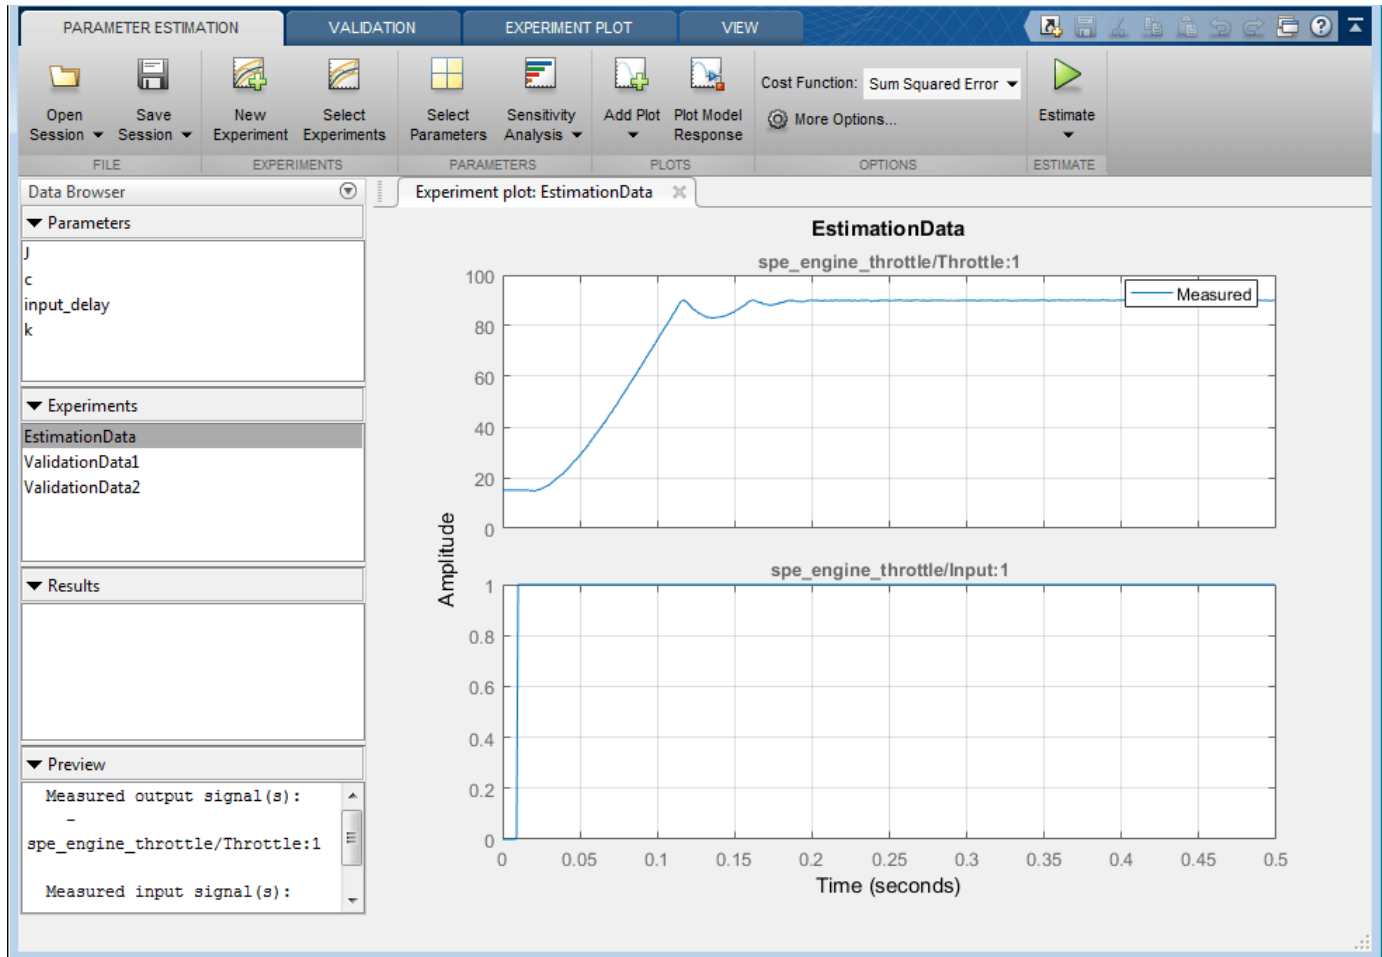 PARAMETER ESTIMATION VALIDATION EXPERIMENT PLOT VIEW
Open Session Save Session New Experiment Select Experiments Select Parameters Sensitivity Analysis Add Plot Plot Model Response Cost Function: Sum Squared Error Estimate
More Options...
FILE EXPERIMENTS PARAMETERS PLOTS OPTIONS ESTIMATE
Data Browser
Parameters
J
c
input_delay
k
Experiments
EstimationData
ValidationData1
ValidationData2
Results
Preview
Measured output signal(s):
-
spe_engine_throttle/Throttle:1
Measured input signal(s):
Experiment plot: EstimationData
EstimationData
spe_engine_throttle/Throttle:1
100
80
60
40
20
0
Measured
Amplitude
spe_engine_throttle/Input:1
1
0.8
0.6
0.4
0.2
0
0 0.05 0.1 0.15 0.2 0.25 0.3 0.35 0.4 0.45 0.5
Time (seconds)